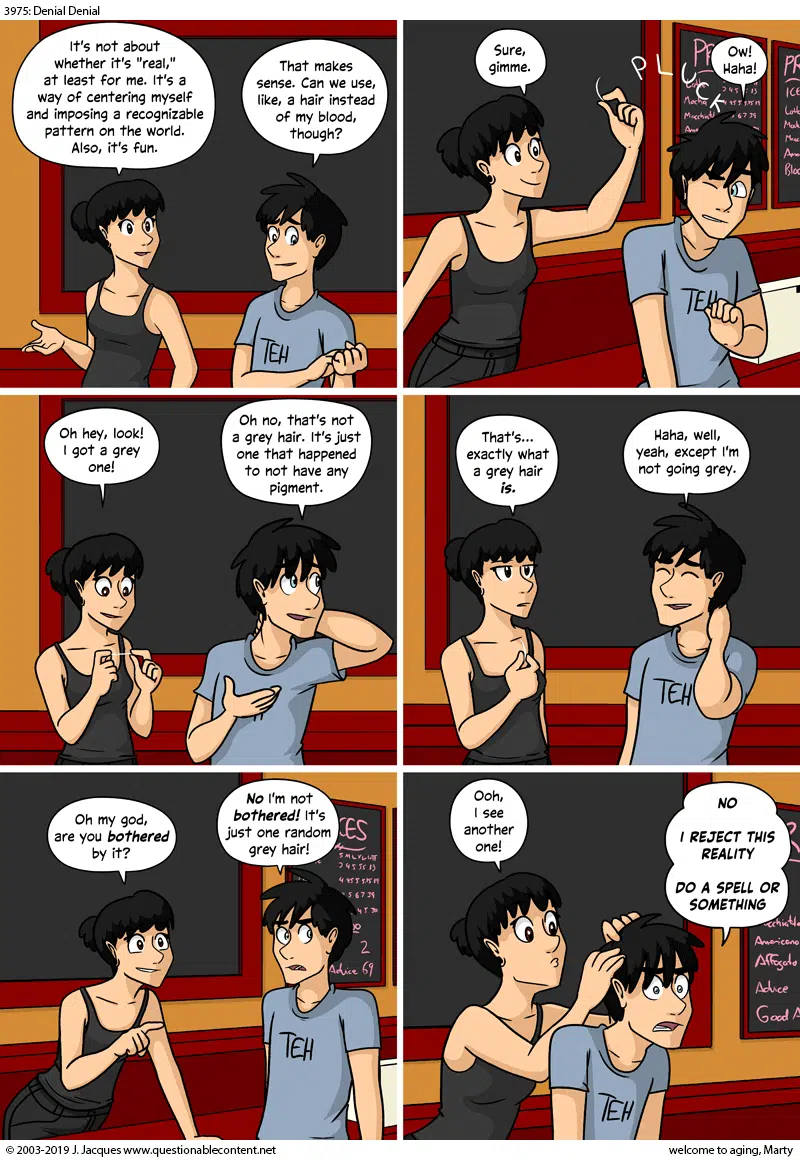 3975: Denial Denial
It's not about
whether it's "real,"
at least for me. It's a
way of centering myself
and imposing a recognizable
pattern on the world.
Also, it's fun.
That makes
sense. Can we use,
like, a hair instead
of my blood,
though?
TEH
Sure,
gimme.
PLUCK
Ow!
Haha!
TEH
Oh hey, look!
I got a grey
one!
Oh no, that's not
a grey hair. It's just
one that happened
to not have any
pigment.
That's...
exactly what
a grey hair
is.
Haha, well,
yeah, except I'm
not going grey.
TEH
Oh my god,
are you bothered
by it?
No I'm not
bothered! It's
just one random
grey hair!
CES
2
Advice 69
TEH
Ooh,
I see
another
one!
NO
I REJECT THIS
REALITY
DO A SPELL OR
SOMETHING
Americano
Affogato
Advice
Good A
TEH
© 2003-2019 J. Jacques www.questionablecontent.net
welcome to aging, Marty